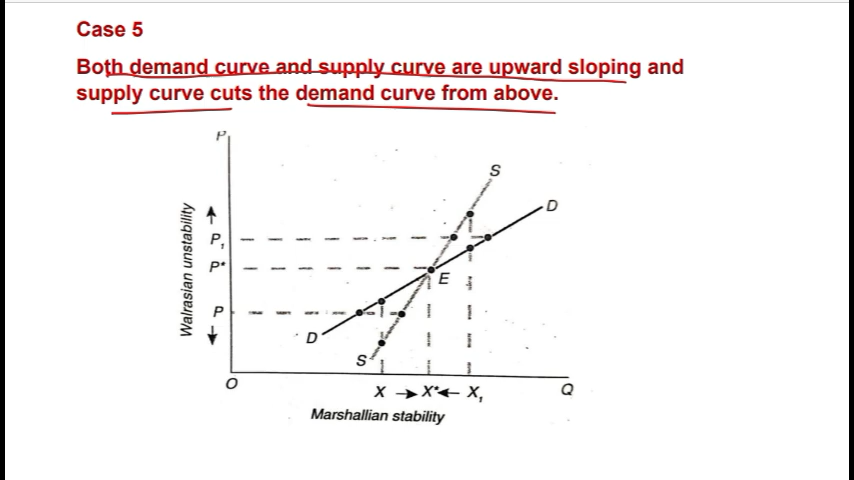 Case 5
Both demand curve and supply curve are upward sloping and
supply curve cuts the demand curve from above.
P
S
D
Walrasian unstability
P₁
P*
E
P
D
S
O
X X* X₁
Q
Marshallian stability